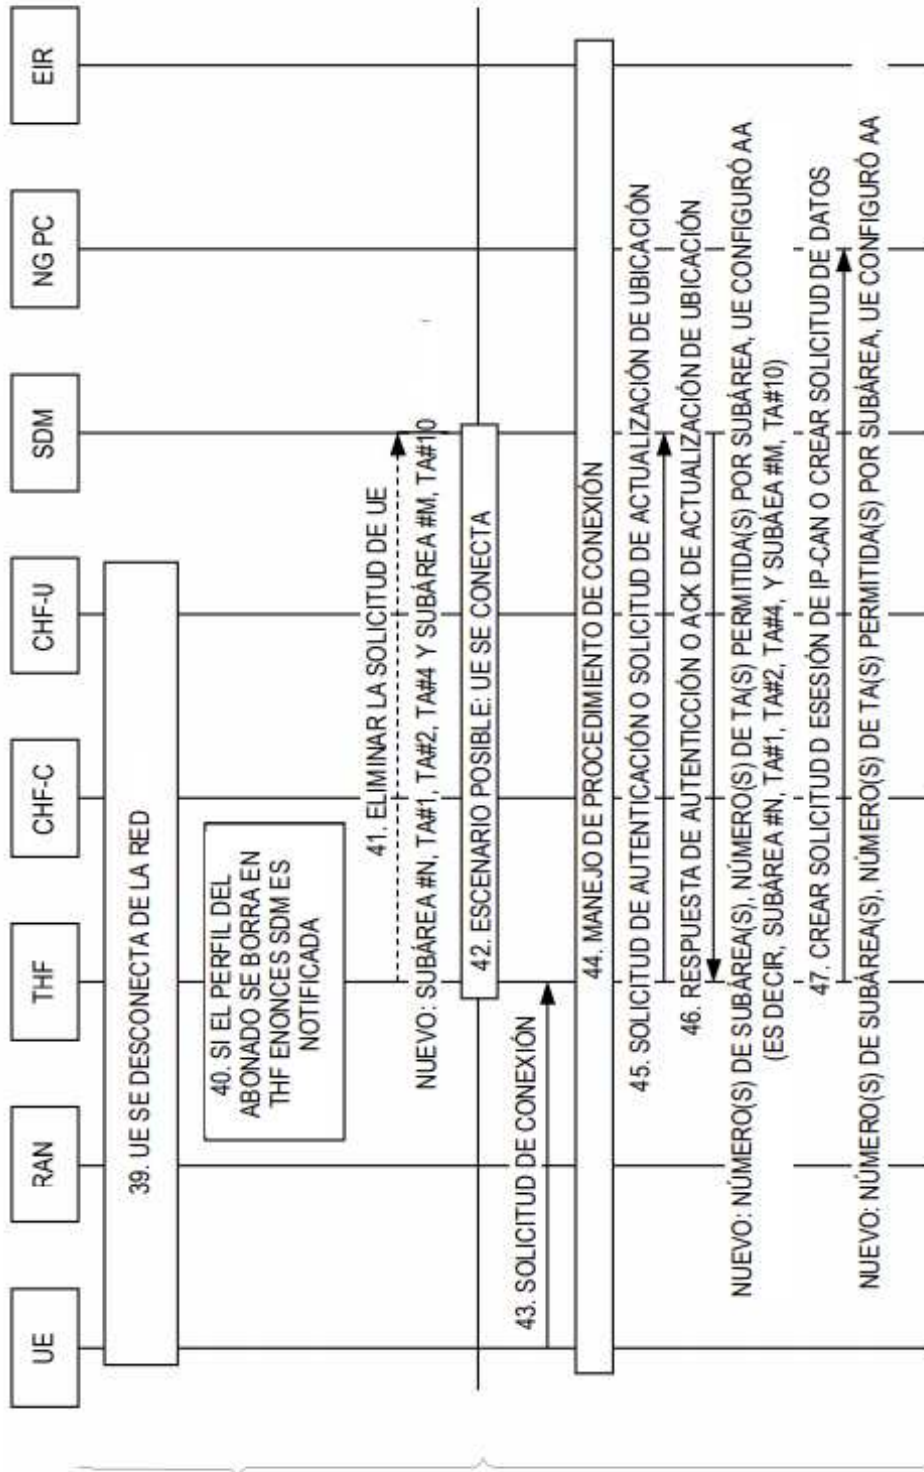 UE
RAN
THF
CHF-C
CHF-U
SDM
NG PC
EIR
39. UE SE DESCONECTA DE LA RED
40. SI EL PERFIL DEL
ABONADO SE BORRA EN
THF ENONCES SDM ES
NOTIFICADA
41. ELIMINAR LA SOLICITUD DE UE
NUEVO: SUBÁREA #N, TA#1, TA#2, TA#4 Y SUBÁREA #M, TA#10
42. ESCENARIO POSIBLE: UE SE CONECTA
43. SOLICITUD DE CONEXIÓN
44. MANEJO DE PROCEDIMIENTO DE CONEXIÓN
45. SOLICITUD DE AUTENTICACIÓN O SOLICITUD DE ACTUALIZACIÓN DE UBICACIÓN
46. RESPUESTA DE AUTENTICCIÓN O ACK DE ACTUALIZACIÓN DE UBICACIÓN
NUEVO: NÚMERO(S) DE SUBÁREA(S), NÚMERO(S) DE TA(S) PERMITIDA(S) POR SUBÁREA, UE CONFIGURÓ AA
(ES DECIR, SUBÁREA #N, TA#1, TA#2, TA#4, Y SUBÁEA #M, TA#10)
47. CREAR SOLICITUD ESESIÓN DE IP-CAN O CREAR SOLICITUD DE DATOS
NUEVO: NÚMERO(S) DE SUBÁREA(S), NÚMERO(S) DE TA(S) PERMITIDA(S) POR SUBÁREA, UE CONFIGURÓ AA